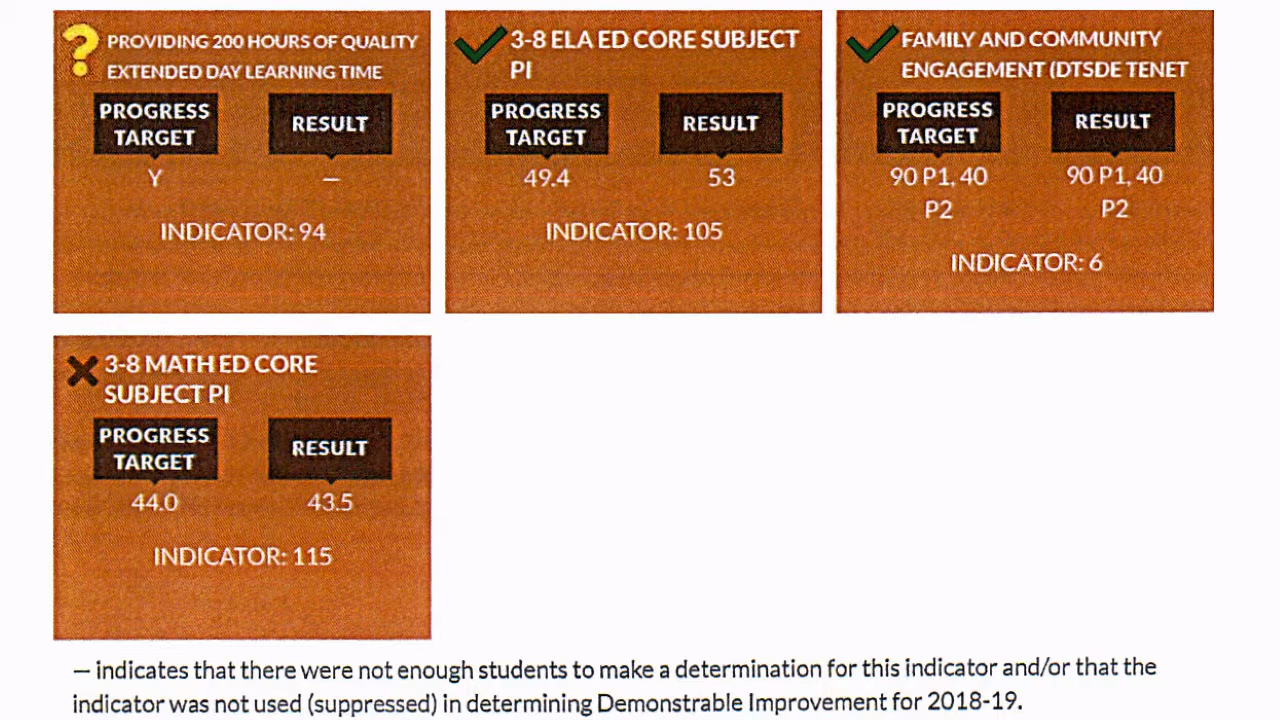 PROVIDING 200 HOURS OF QUALITY
EXTENDED DAY LEARNING TIME
PROGRESS
TARGET
RESULT
Y
—
INDICATOR: 94
3-8 ELA ED CORE SUBJECT
PI
PROGRESS
TARGET
RESULT
49.4
53
INDICATOR: 105
FAMILY AND COMMUNITY
ENGAGEMENT (DTSDE TENET
PROGRESS
TARGET
RESULT
90 P1, 40
P2
90 P1, 40
P2
INDICATOR: 6
3-8 MATH ED CORE
SUBJECT PI
PROGRESS
TARGET
RESULT
44.0
43.5
INDICATOR: 115
— indicates that there were not enough students to make a determination for this indicator and/or that the
indicator was not used (suppressed) in determining Demonstrable Improvement for 2018-19.